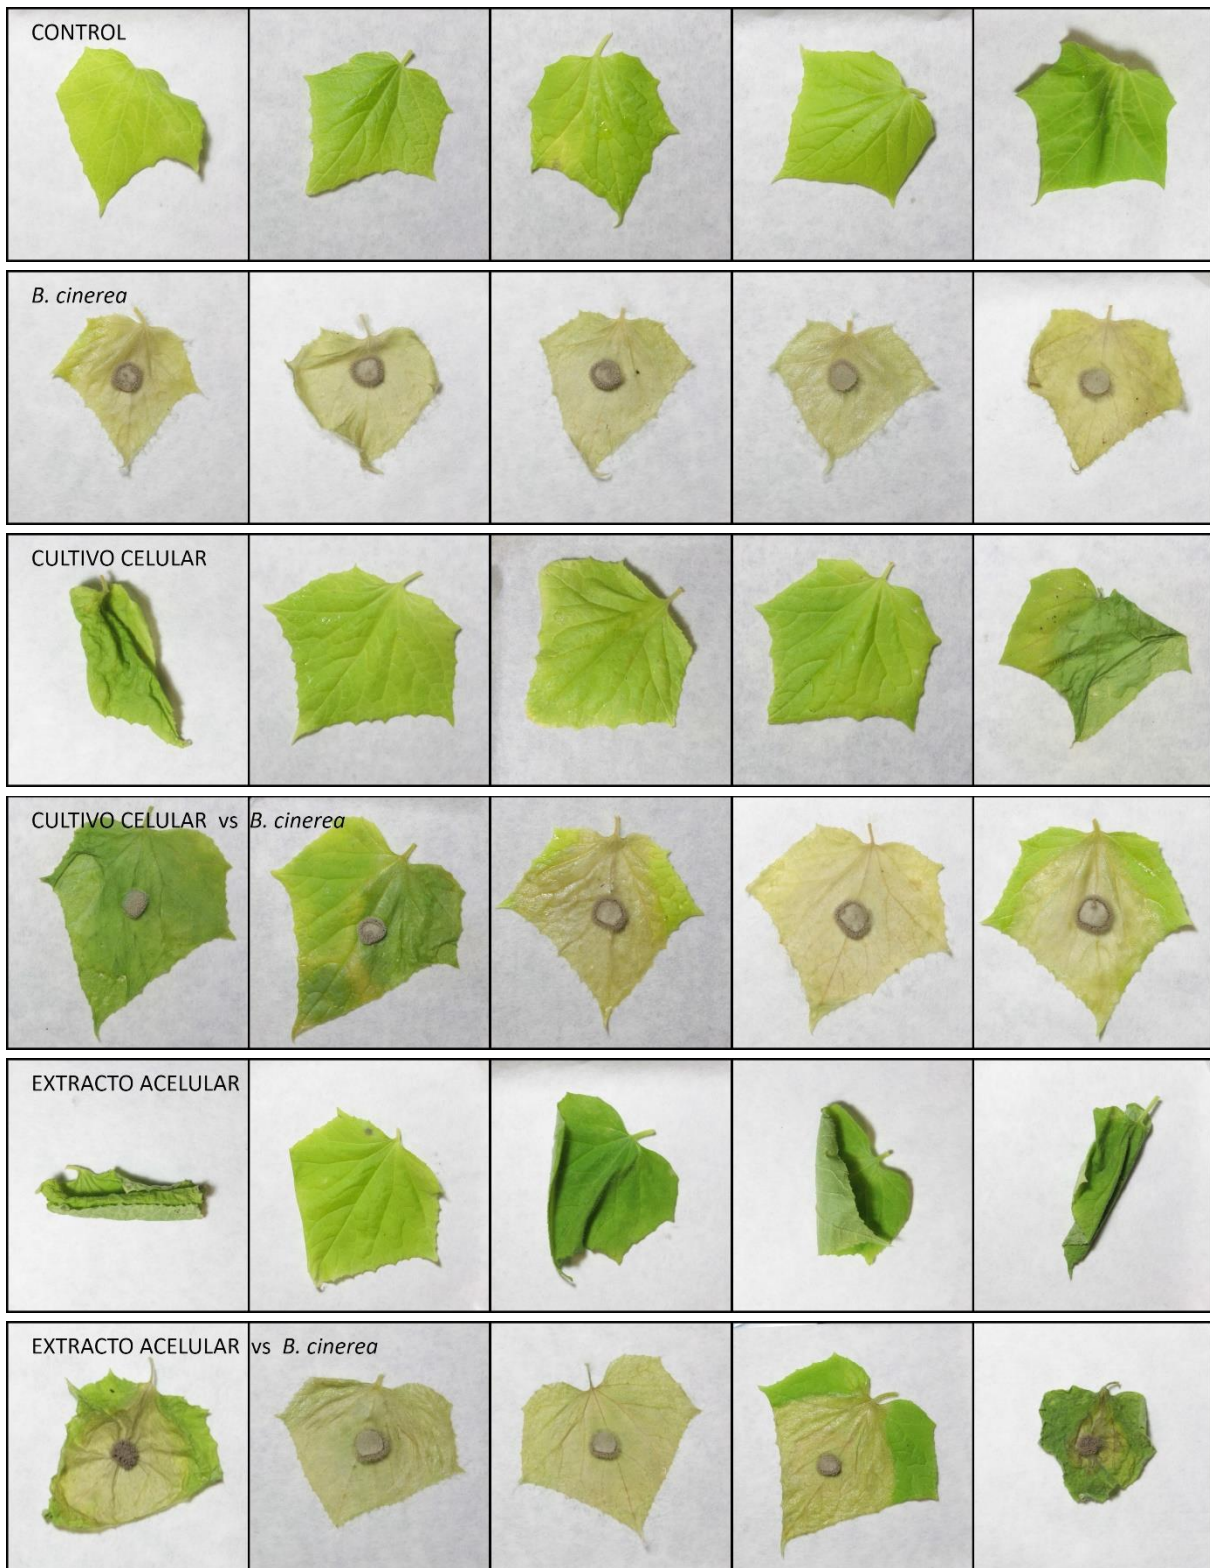 CONTROL
B. cinerea
CULTIVO CELULAR
CULTIVO CELULAR vs B. cinerea
EXTRACTO ACELULAR
EXTRACTO ACELULAR vs B. cinerea